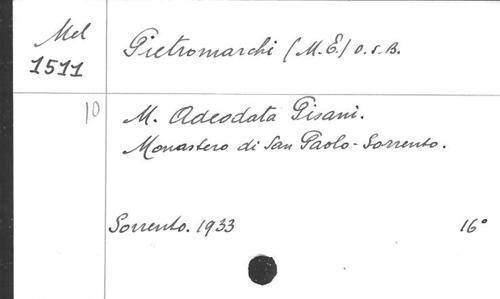 Mel
1511
Pietromarchi (M.E.) O.S.B.
10
M. Adeodata Pisani.
Monastero di San Paolo - Sorrento.
Sorrento. 1933
16°